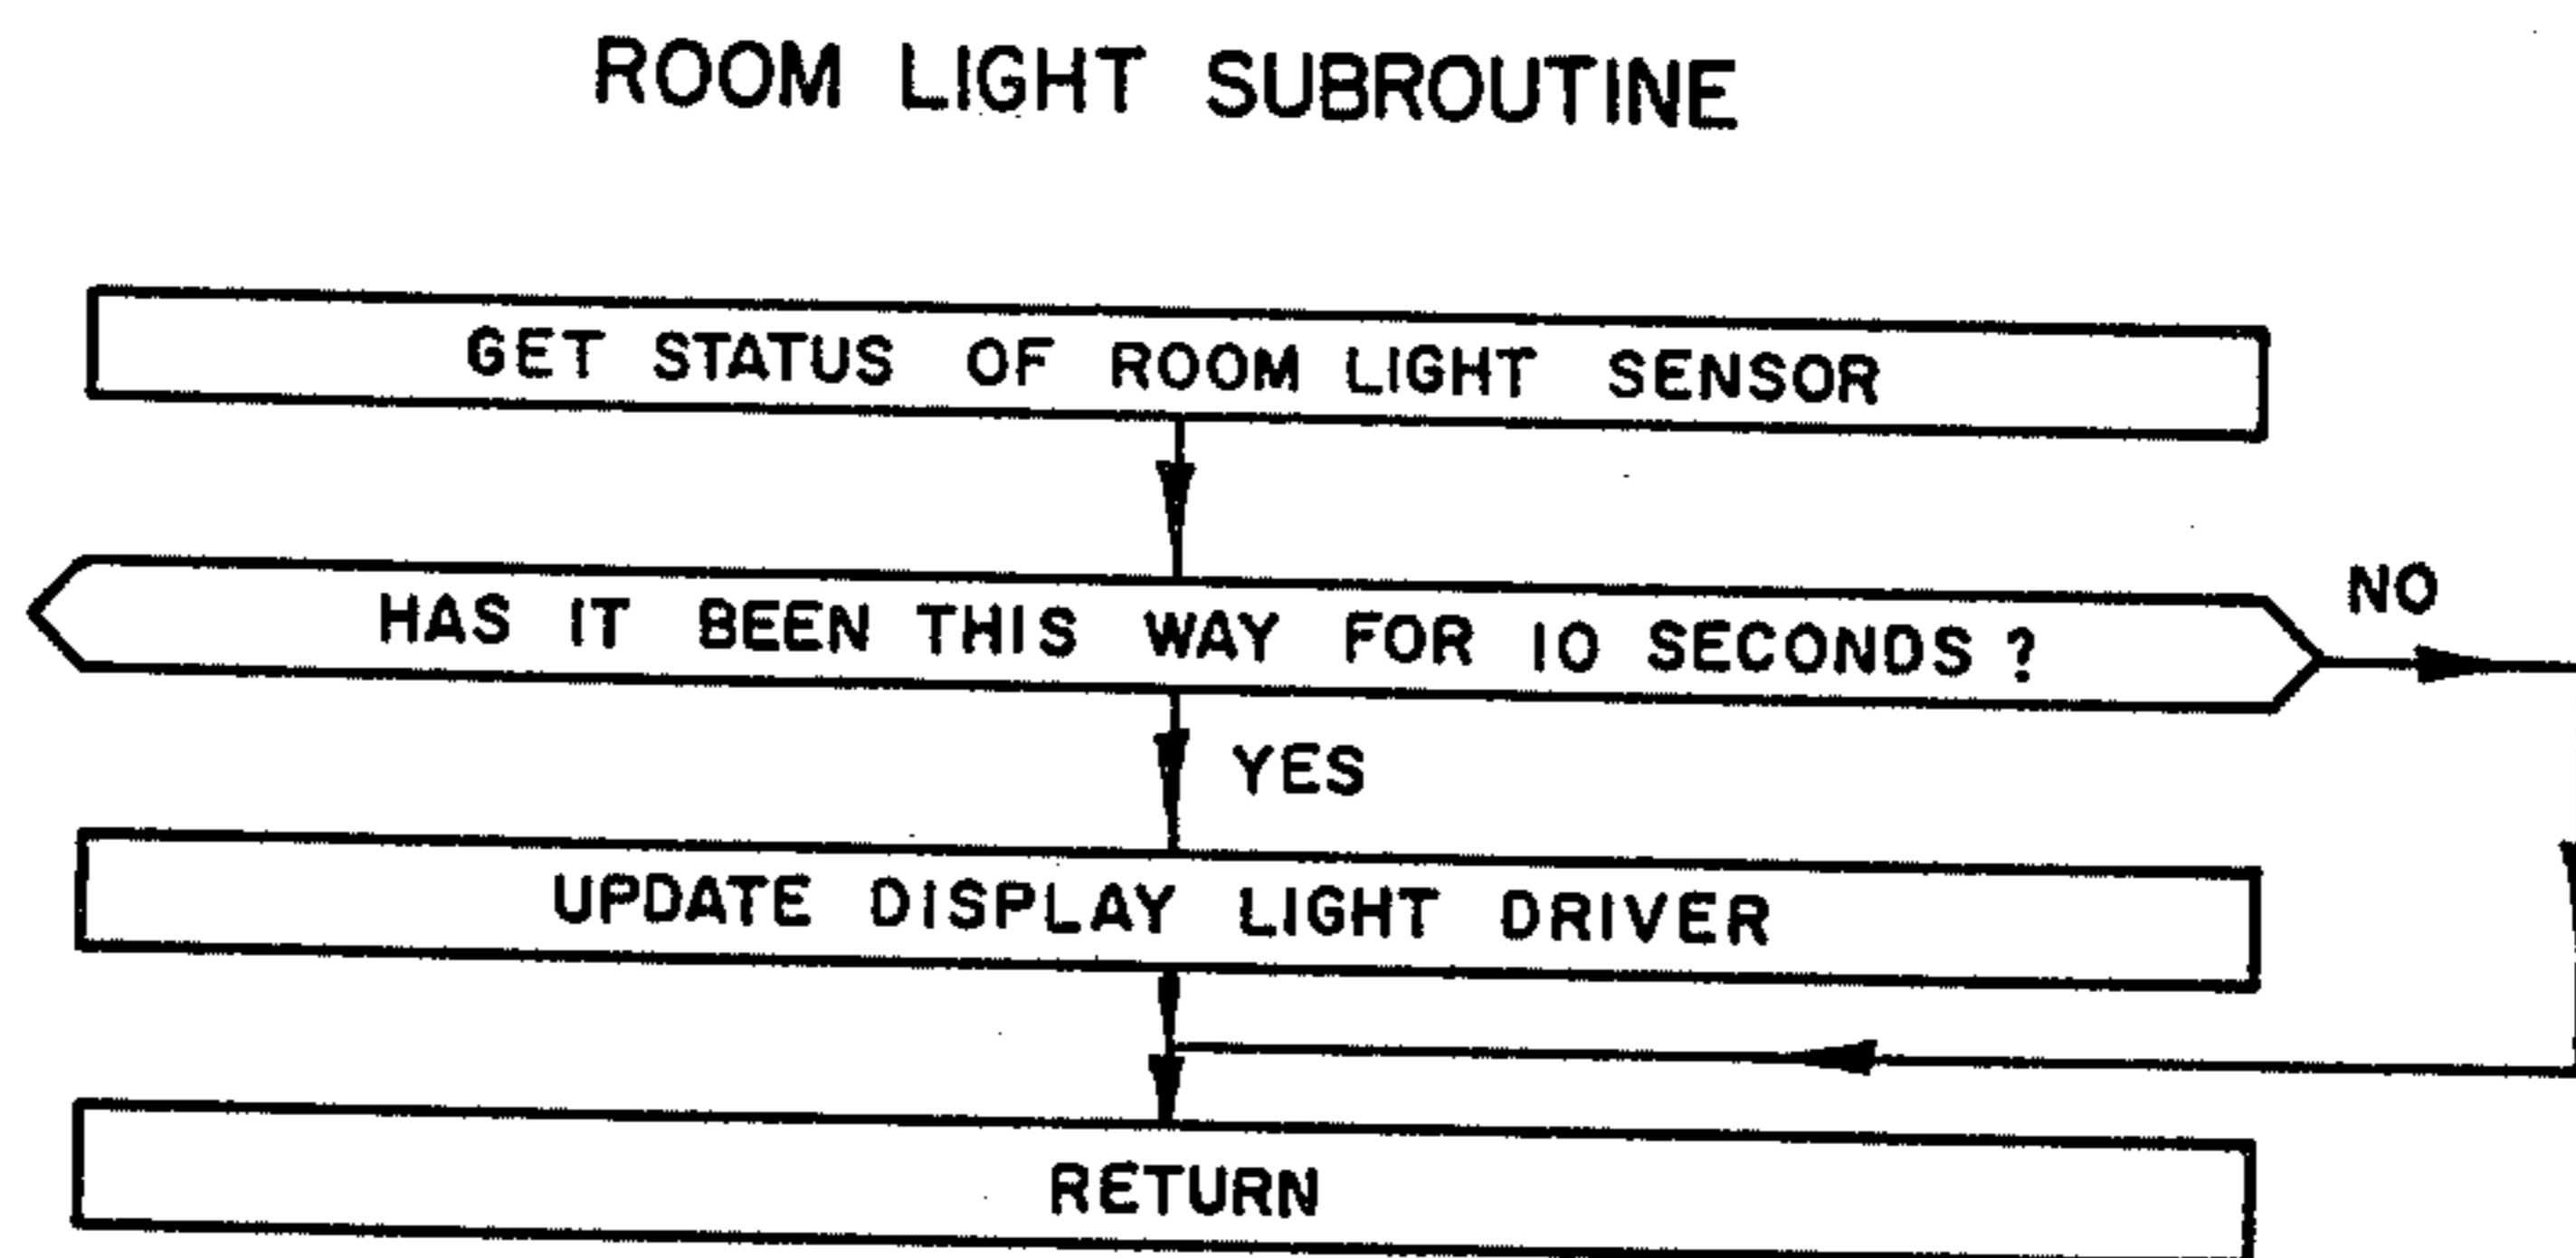 ROOM LIGHT SUBROUTINE
GET STATUS OF ROOM LIGHT SENSOR
HAS IT BEEN THIS WAY FOR 10 SECONDS?
NO
YES
UPDATE DISPLAY LIGHT DRIVER
RETURN